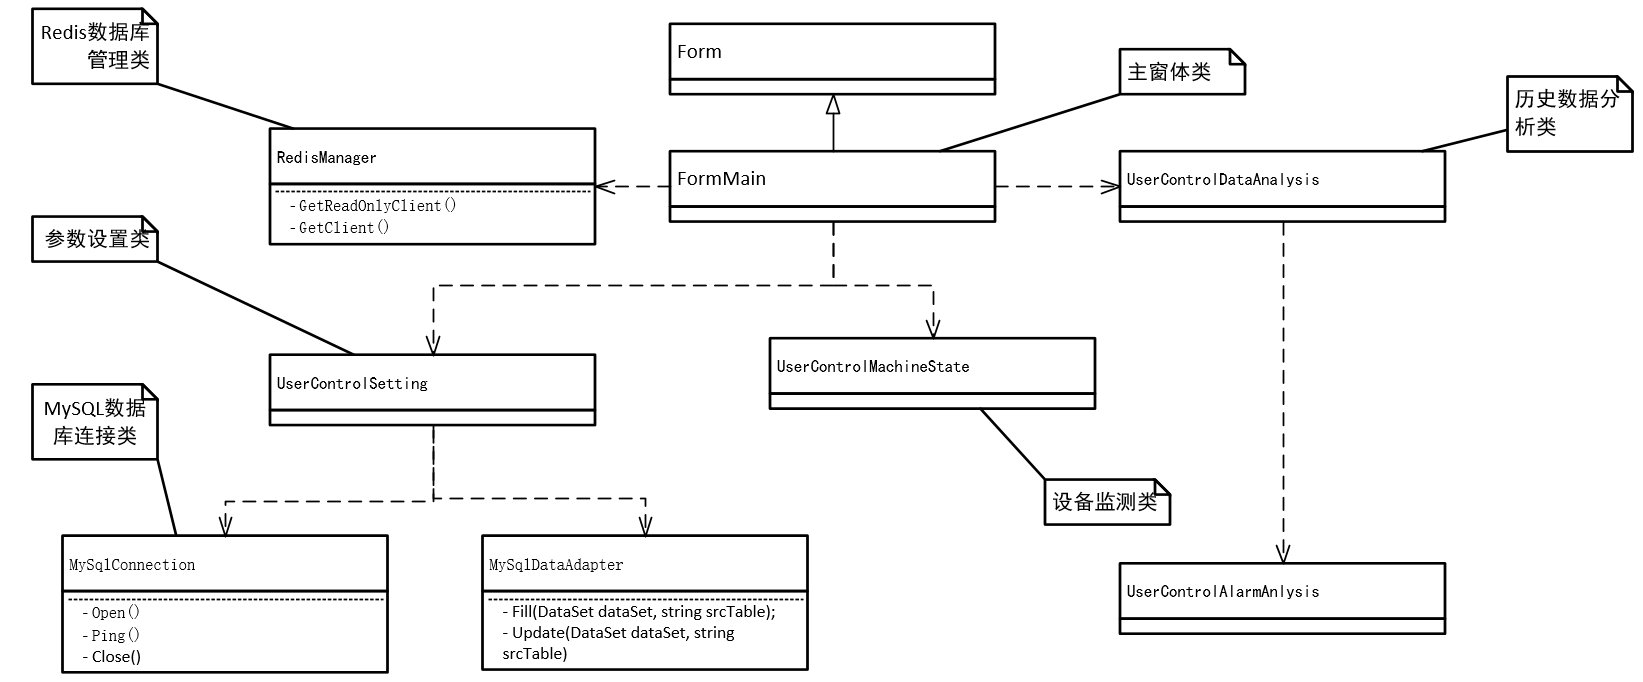 Redis数据库
管理类
Form
主窗体类
历史数据分
析类
RedisManager
- GetReadOnlyClient()
- GetClient()
FormMain
UserControlDataAnalysis
参数设置类
UserControlSetting
UserControlMachineState
MySQL数据
库连接类
设备监测类
MySqlConnection
- Open()
- Ping()
- Close()
MySqlDataAdapter
- Fill(DataSet dataSet, string srcTable);
- Update(DataSet dataSet, string
srcTable)
UserControlAlarmAnlysis